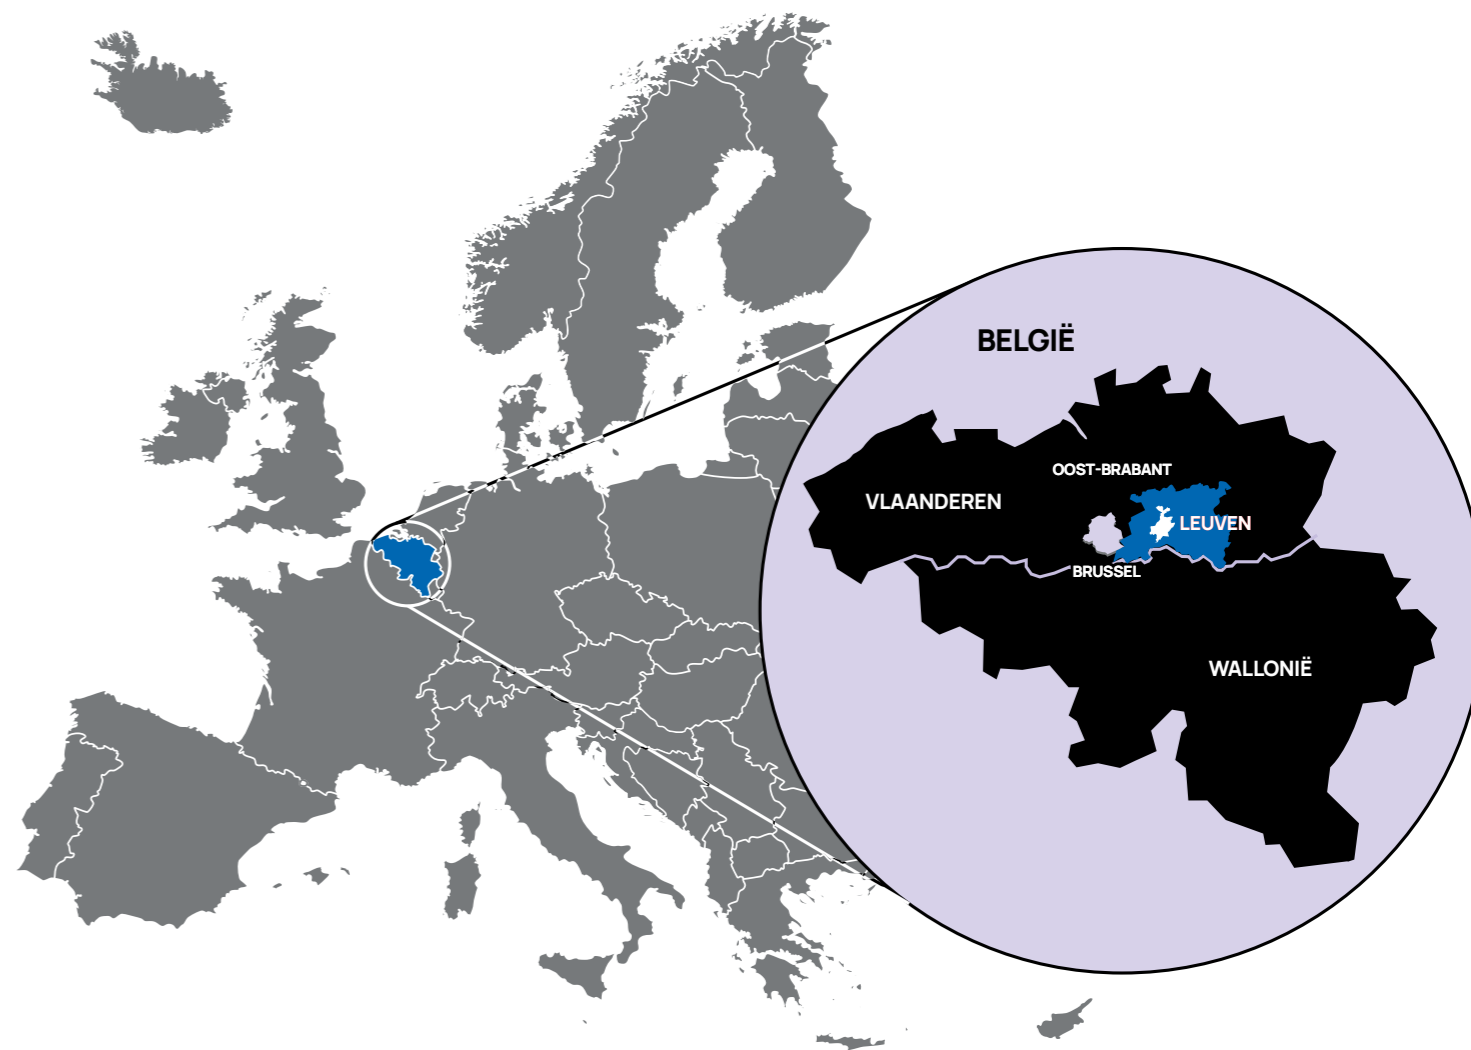 BELGIË
OOST-BRABANT
VLAANDEREN
LEUVEN
BRUSSEL
WALLONIË